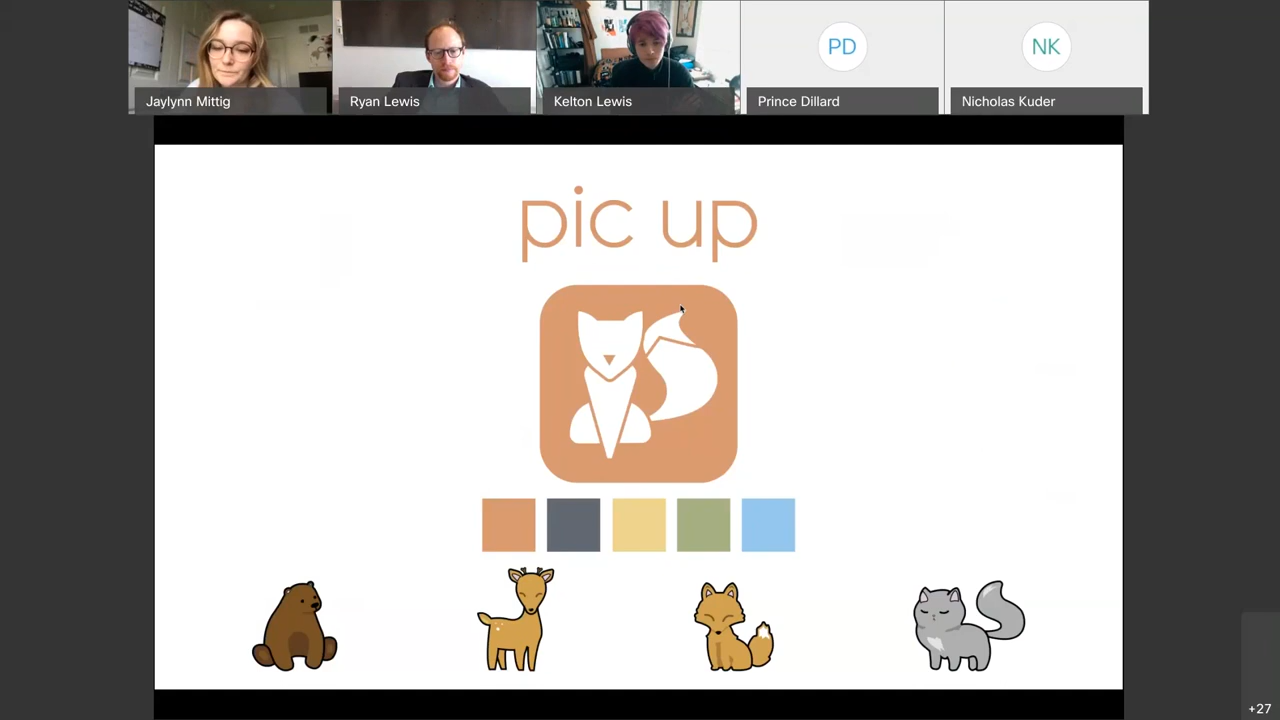 Jaylynn Mittig
Ryan Lewis
Kelton Lewis
PD
Prince Dillard
NK
Nicholas Kuder
pic up
+27